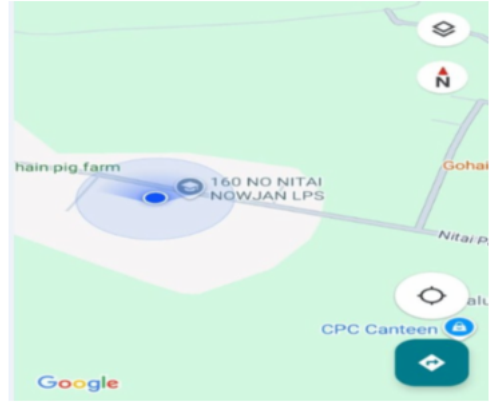 N
hain pig farm
160 NO NITAI
NOWJAN LPS
Gohai
Nitai P
alu
CPC Canteen
Google